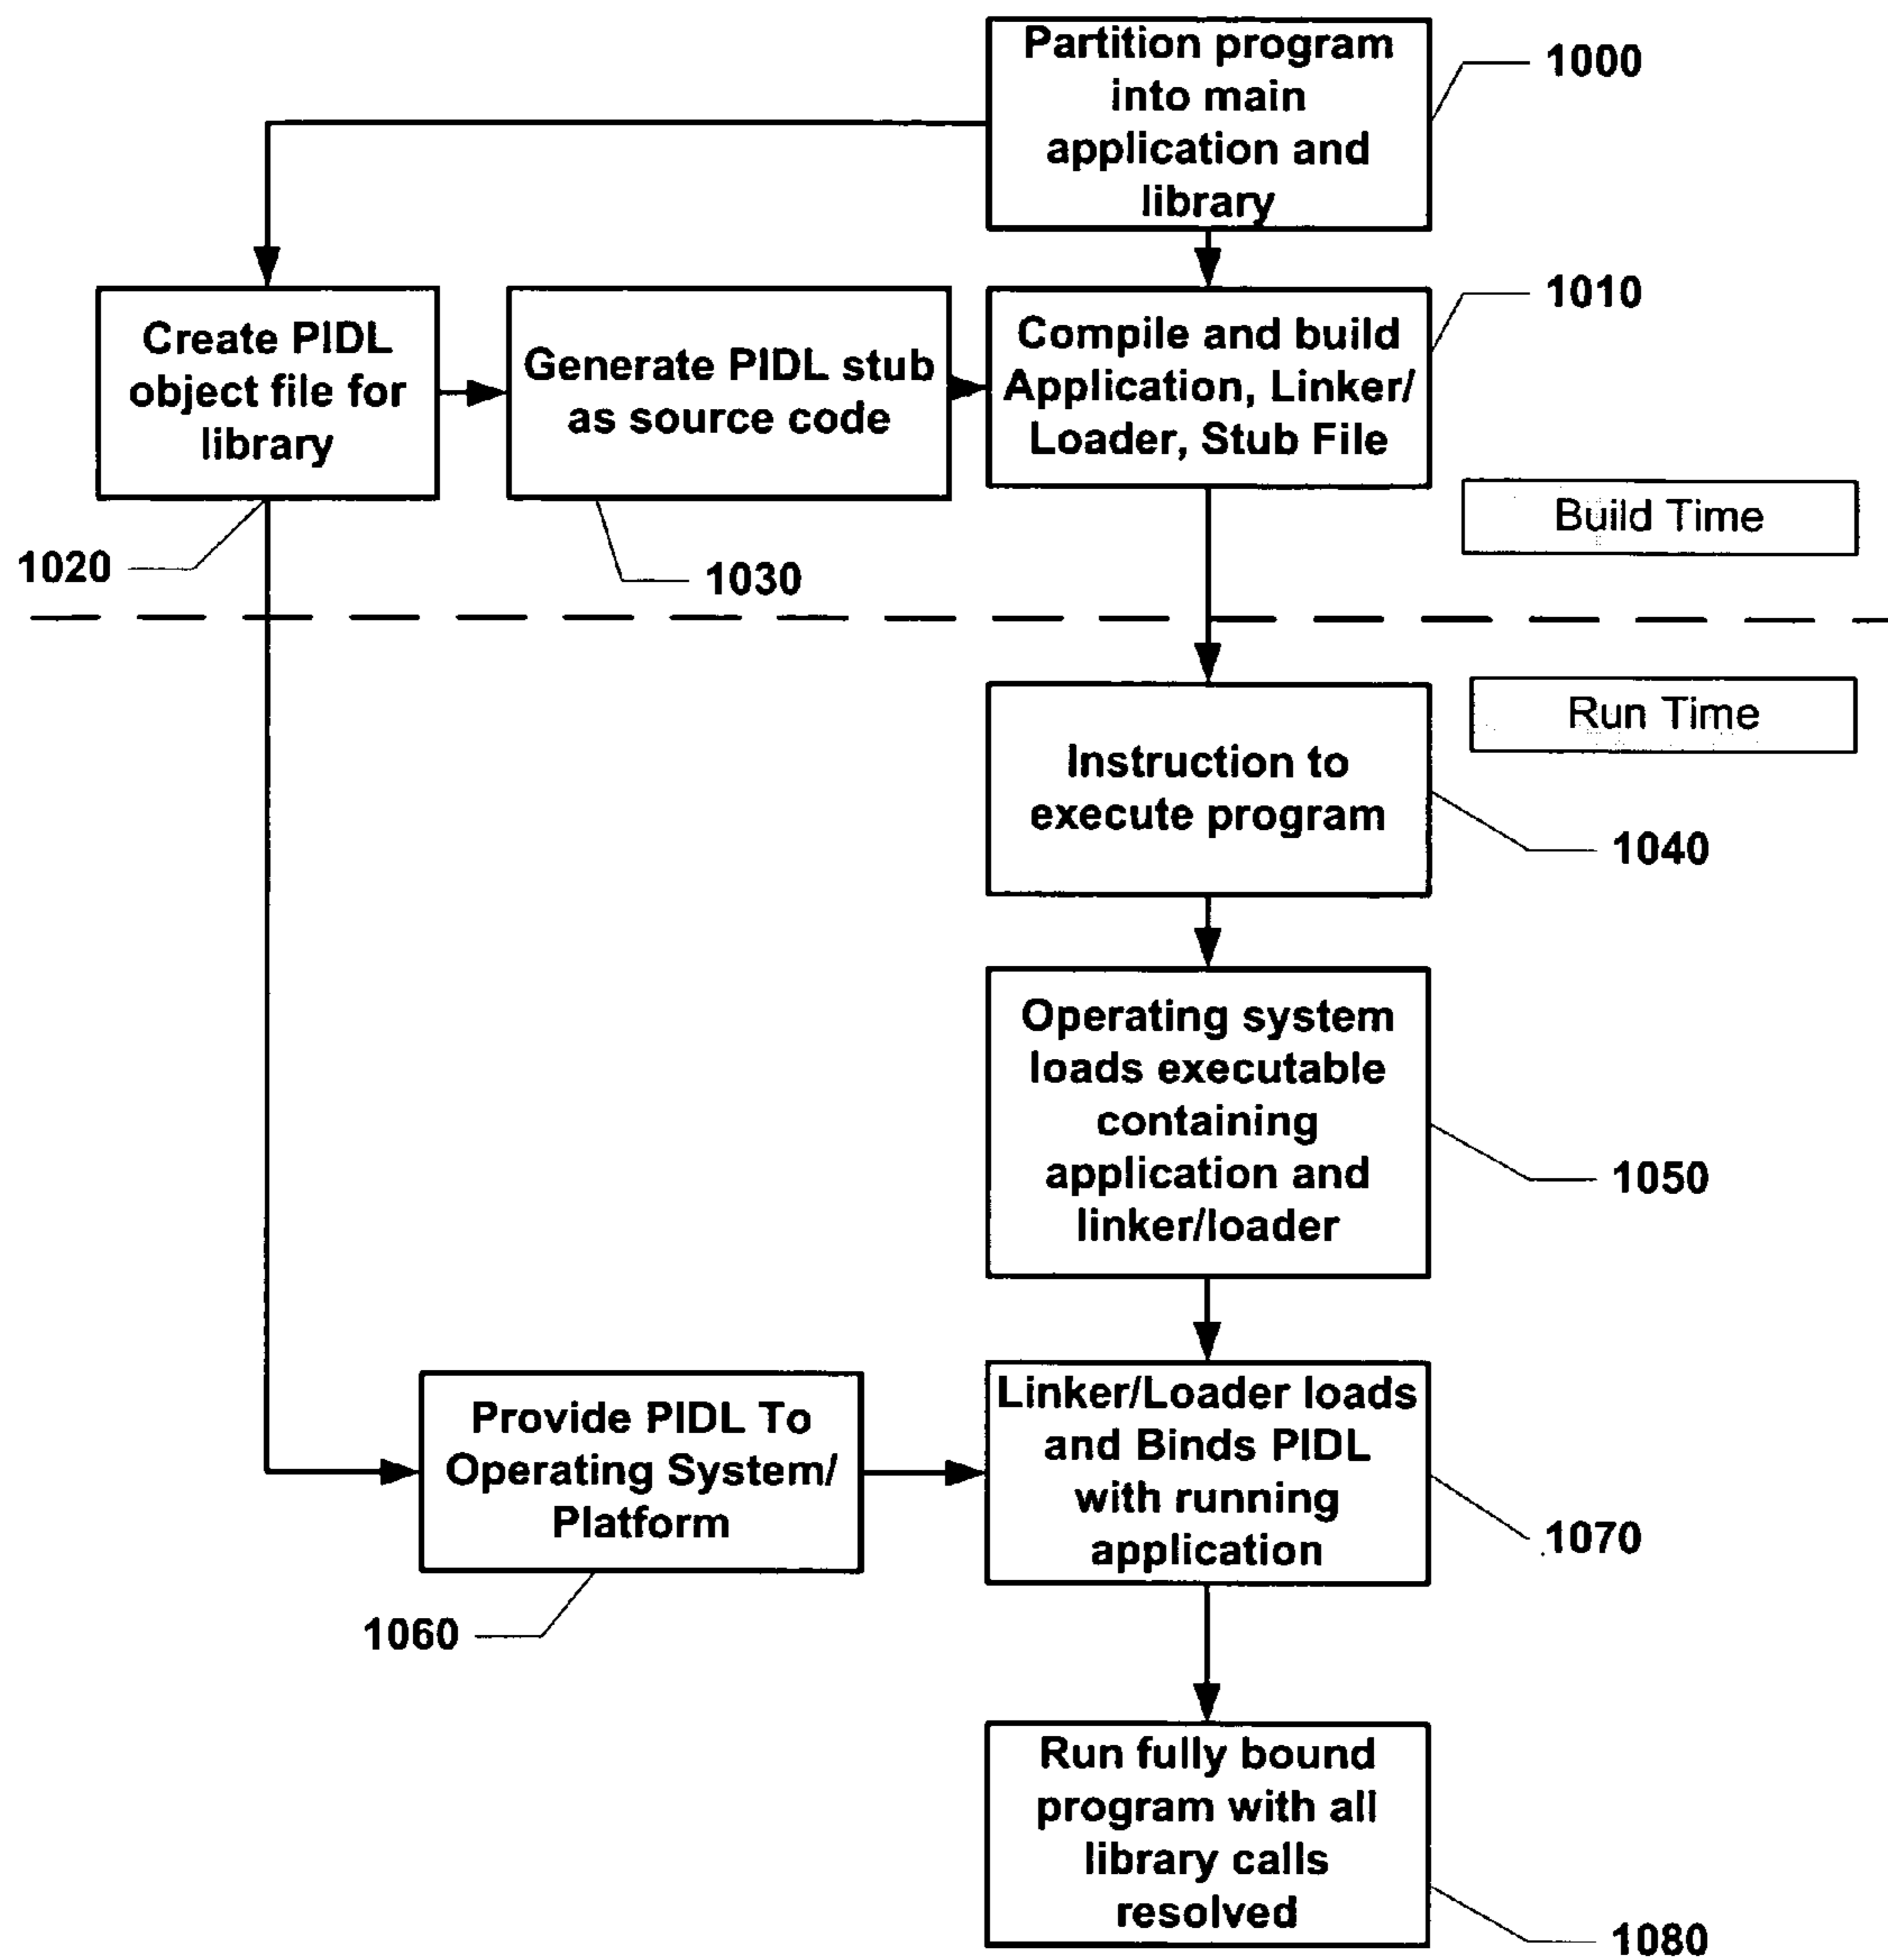 Partition program
into main
application and
library
1000
Create PIDL
object file for
library
1020
Generate PIDL stub
as source code
1030
Compile and build
Application, Linker/
Loader, Stub File
1010
Build Time
Run Time
Instruction to
execute program
1040
Operating system
loads executable
containing
application and
linker/loader
1050
Provide PIDL To
Operating System/
Platform
1060
Linker/Loader loads
and Binds PIDL
with running
application
1070
Run fully bound
program with all
library calls
resolved
1080